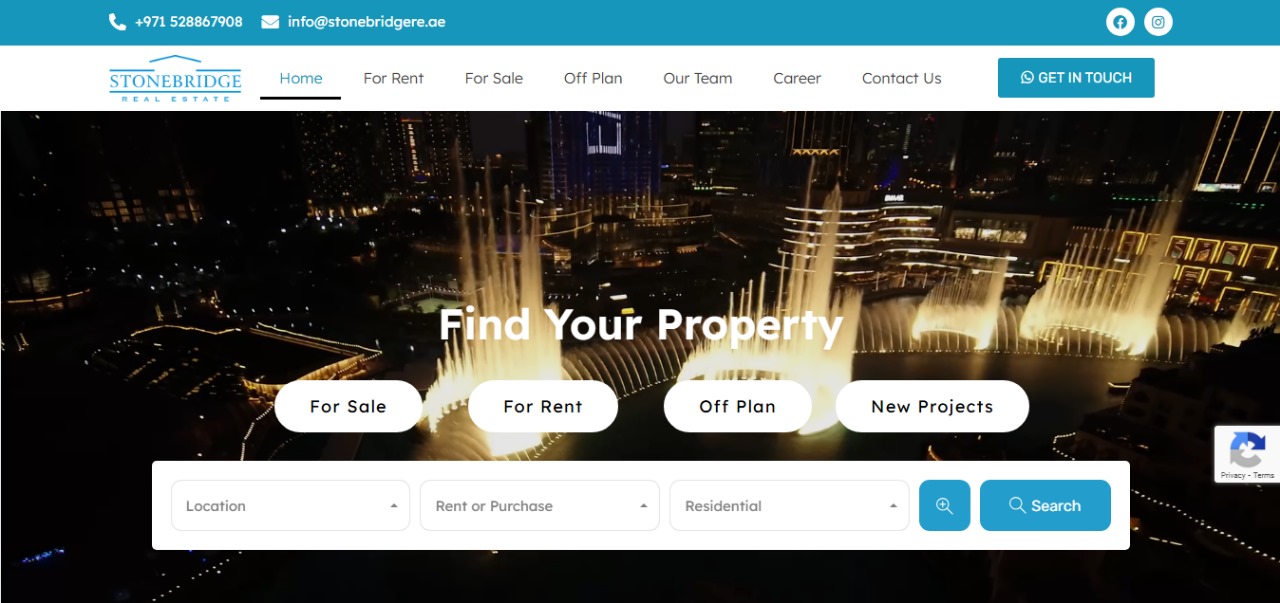 +971 528867908 info@stonebridgere.ae
STONEBRIDGE
REAL ESTATE
Home For Rent For Sale Off Plan Our Team Career Contact Us
GET IN TOUCH
Find Your Property
For Sale For Rent Off Plan New Projects
Location Rent or Purchase Residential Search
Privacy - Terms